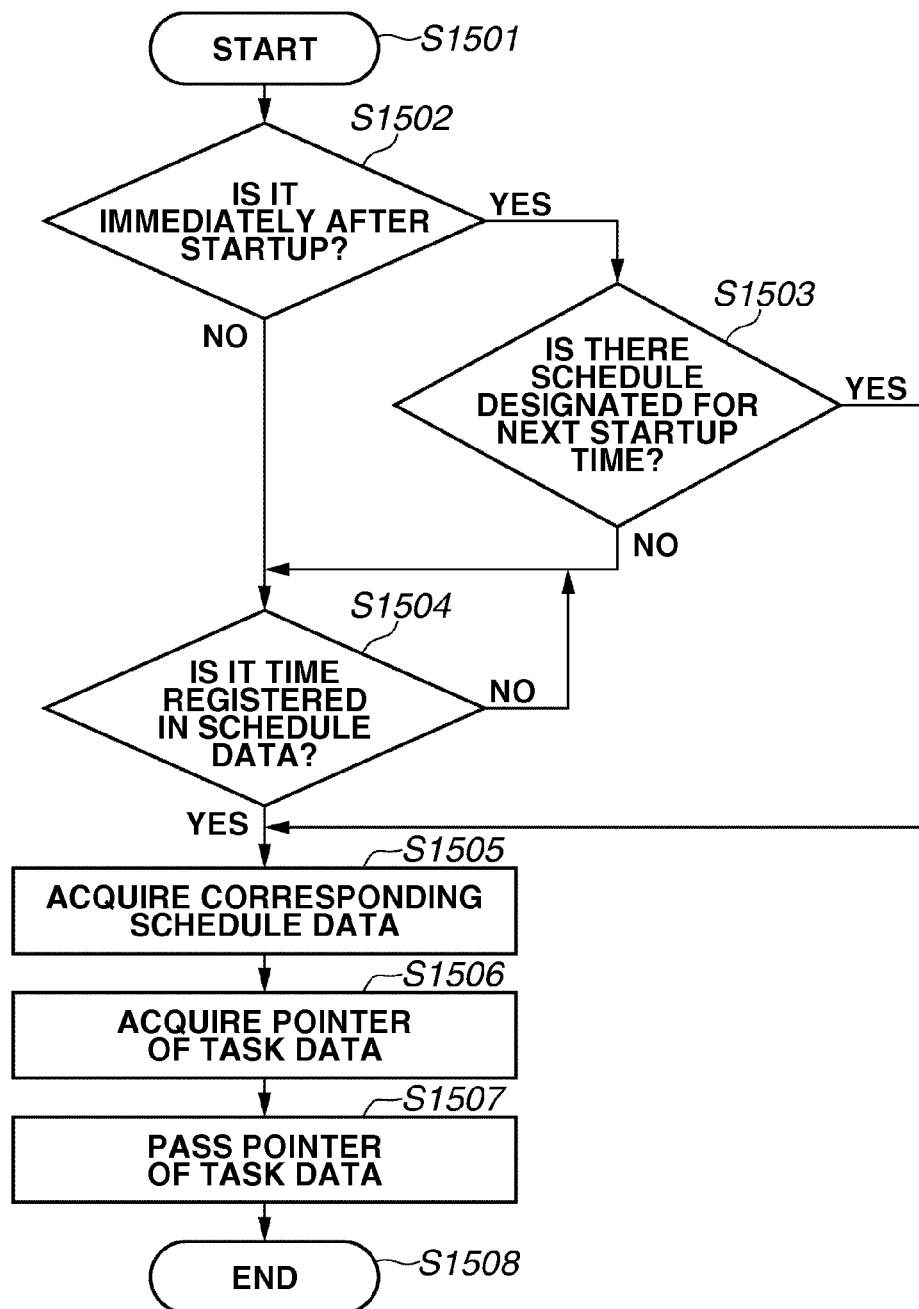 START
S1501
S1502
IS IT
IMMEDIATELY AFTER
STARTUP?
YES
NO
S1503
IS THERE
SCHEDULE
DESIGNATED FOR
NEXT STARTUP
TIME?
YES
NO
S1504
IS IT TIME
REGISTERED
IN SCHEDULE
DATA?
NO
YES
S1505
ACQUIRE CORRESPONDING
SCHEDULE DATA
S1506
ACQUIRE POINTER
OF TASK DATA
S1507
PASS POINTER
OF TASK DATA
END
S1508